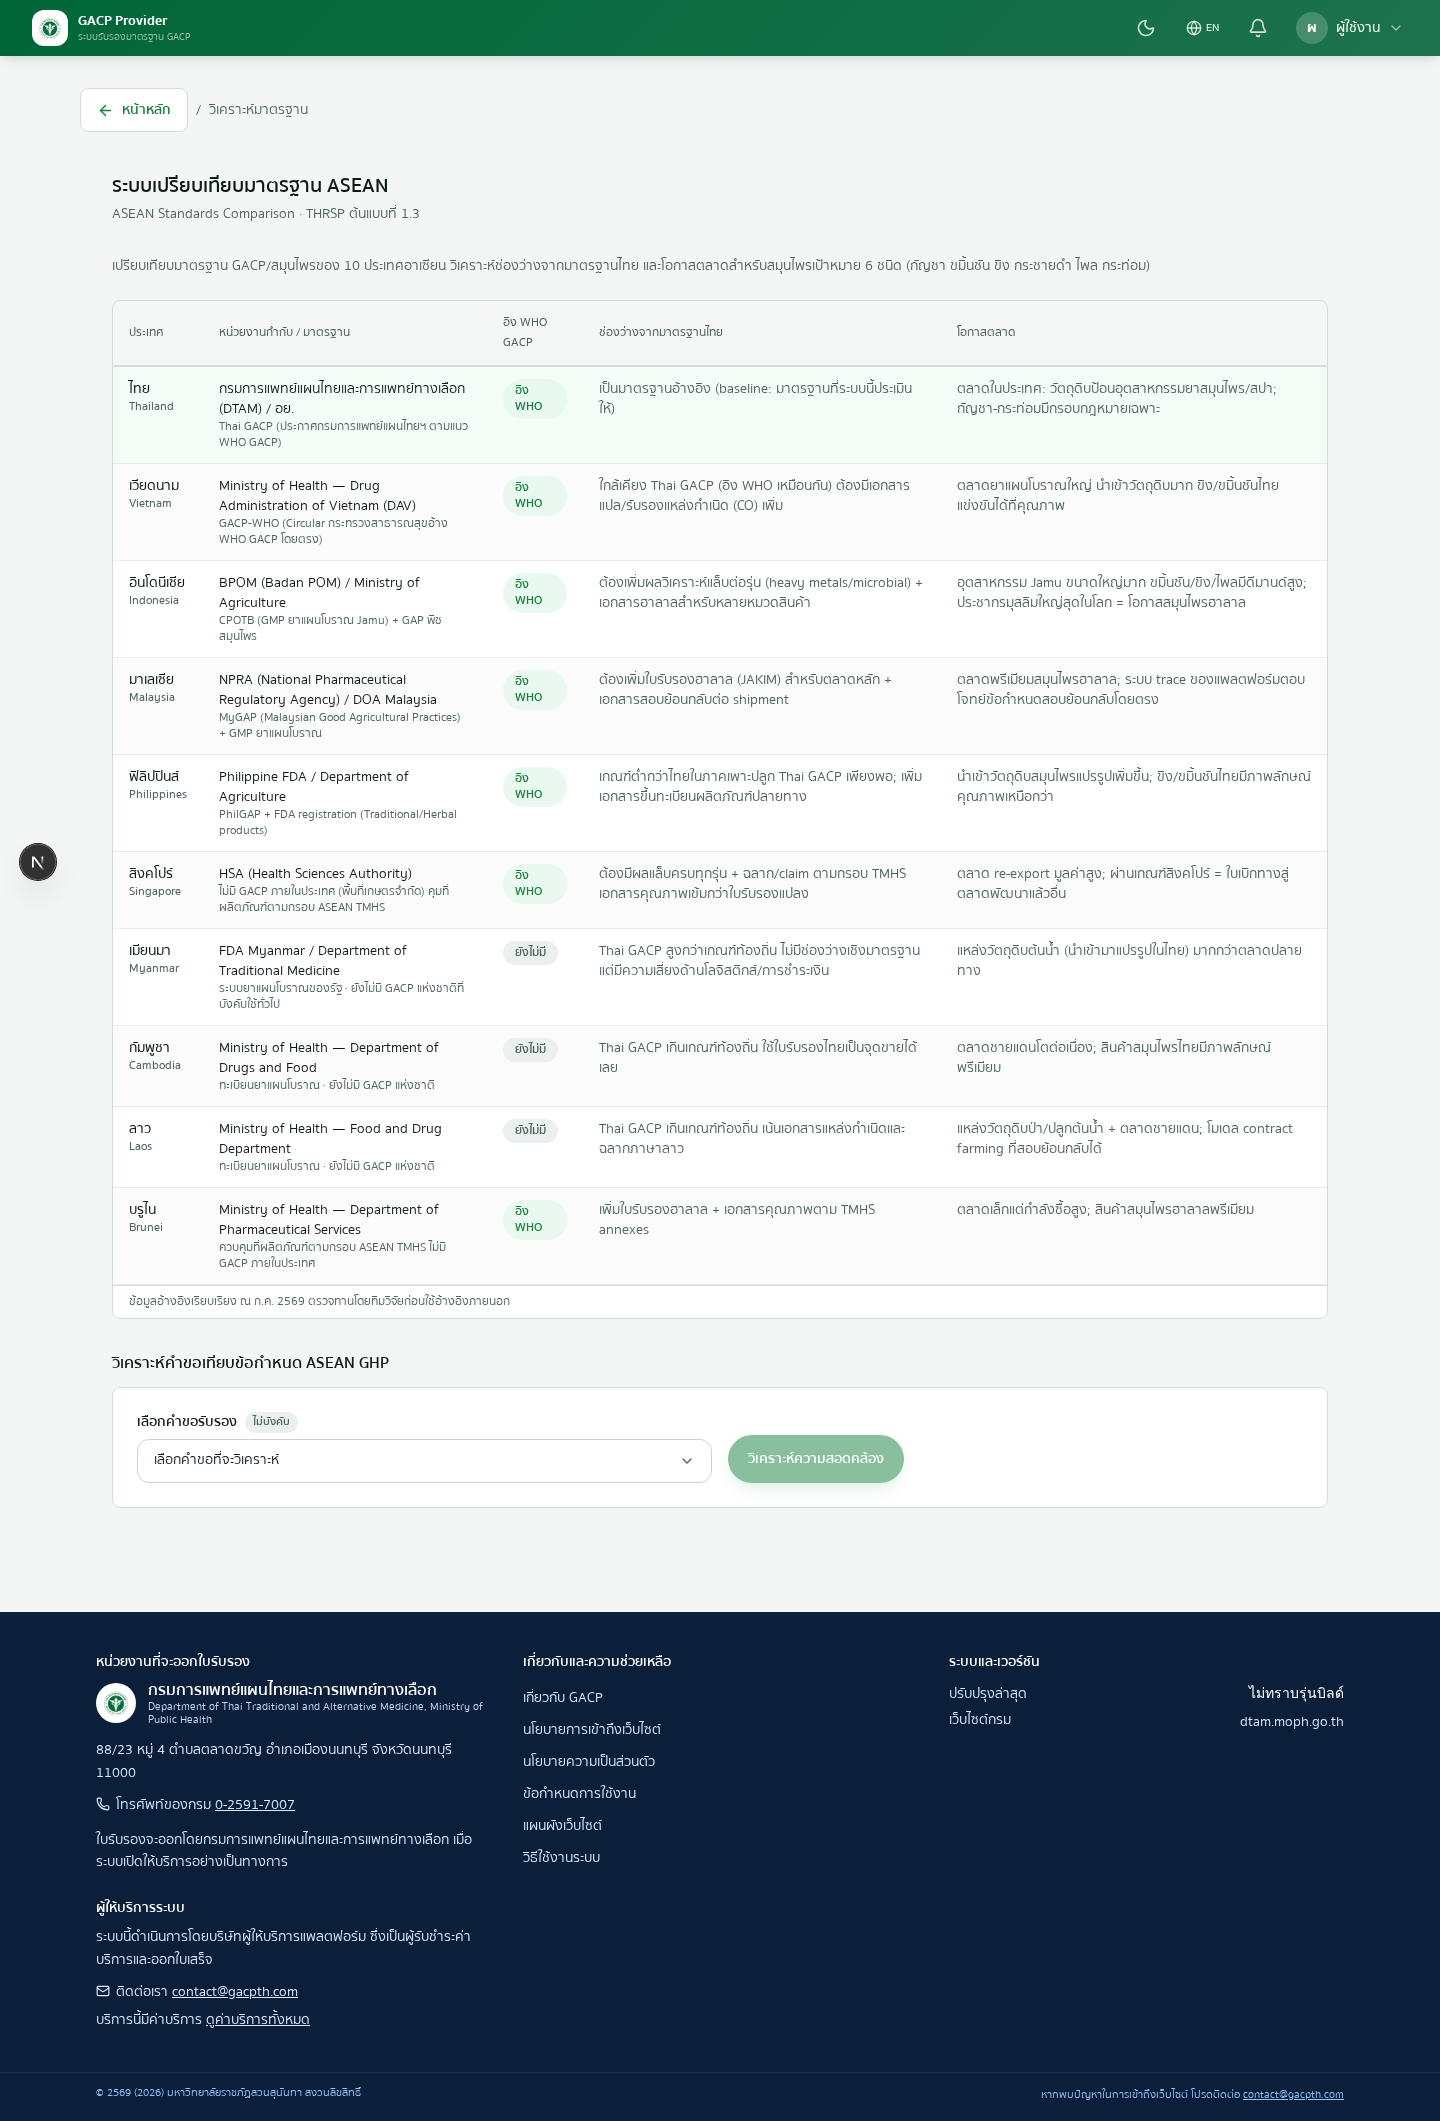 GACP Provider
ระบบรับรองมาตรฐาน GACP
EN
ผ
ผู้ใช้งาน
หน้าหลัก
/ วิเคราะห์มาตรฐาน
ระบบเปรียบเทียบมาตรฐาน ASEAN
ASEAN Standards Comparison · THRSP ต้นแบบที่ 1.3
เปรียบเทียบมาตรฐาน GACP/สมุนไพรของ 10 ประเทศอาเซียน วิเคราะห์ช่องว่างจากมาตรฐานไทย และโอกาสตลาดสำหรับสมุนไพรเป้าหมาย 6 ชนิด (กัญชา ขมิ้นชัน ขิง กระชายดำ ไพล กระท่อม)
ประเทศ
หน่วยงานกำกับ / มาตรฐาน
อิง WHO
GACP
ช่องว่างจากมาตรฐานไทย
โอกาสตลาด
ไทย
Thailand
กรมการแพทย์แผนไทยและการแพทย์ทางเลือก
(DTAM) / อย.
Thai GACP (ประกาศกรมการแพทย์แผนไทยฯ ตามแนว
WHO GACP)
อิง
WHO
เป็นมาตรฐานอ้างอิง (baseline: มาตรฐานที่ระบบนี้ประเมิน
ให้)
ตลาดในประเทศ: วัตถุดิบป้อนอุตสาหกรรมยาสมุนไพร/สปา;
กัญชา-กระท่อมมีกรอบกฎหมายเฉพาะ
เวียดนาม
Vietnam
Ministry of Health — Drug
Administration of Vietnam (DAV)
GACP-WHO (Circular กระทรวงสาธารณสุขอ้าง
WHO GACP โดยตรง)
อิง
WHO
ใกล้เคียง Thai GACP (อิง WHO เหมือนกัน) ต้องมีเอกสาร
แปล/รับรองแหล่งกำเนิด (CO) เพิ่ม
ตลาดยาแผนโบราณใหญ่ นำเข้าวัตถุดิบมาก ขิง/ขมิ้นชันไทย
แข่งขันได้ที่คุณภาพ
อินโดนีเซีย
Indonesia
BPOM (Badan POM) / Ministry of
Agriculture
CPOTB (GMP ยาแผนโบราณ Jamu) + GAP พืช
สมุนไพร
อิง
WHO
ต้องเพิ่มผลวิเคราะห์แล็บต่อรุ่น (heavy metals/microbial) +
เอกสารฮาลาลสำหรับหลายหมวดสินค้า
อุตสาหกรรม Jamu ขนาดใหญ่มาก ขมิ้นชัน/ขิง/ไพลมีดีมานด์สูง;
ประชากรมุสลิมใหญ่สุดในโลก = โอกาสสมุนไพรฮาลาล
มาเลเซีย
Malaysia
NPRA (National Pharmaceutical
Regulatory Agency) / DOA Malaysia
MyGAP (Malaysian Good Agricultural Practices)
+ GMP ยาแผนโบราณ
อิง
WHO
ต้องเพิ่มใบรับรองฮาลาล (JAKIM) สำหรับตลาดหลัก +
เอกสารสอบย้อนกลับต่อ shipment
ตลาดพรีเมียมสมุนไพรฮาลาล; ระบบ trace ของแพลตฟอร์มตอบ
โจทย์ข้อกำหนดสอบย้อนกลับโดยตรง
ฟิลิปปินส์
Philippines
Philippine FDA / Department of
Agriculture
PhilGAP + FDA registration (Traditional/Herbal
products)
อิง
WHO
เกณฑ์ต่ำกว่าไทยในภาคเพาะปลูก Thai GACP เพียงพอ; เพิ่ม
เอกสารขึ้นทะเบียนผลิตภัณฑ์ปลายทาง
นำเข้าวัตถุดิบสมุนไพรแปรรูปเพิ่มขึ้น; ขิง/ขมิ้นชันไทยมีภาพลักษณ์
คุณภาพเหนือกว่า
สิงคโปร์
Singapore
HSA (Health Sciences Authority)
ไม่มี GACP ภายในประเทศ (พื้นที่เกษตรจำกัด) คุมที่
ผลิตภัณฑ์ตามกรอบ ASEAN TMHS
อิง
WHO
ต้องมีผลแล็บครบทุกรุ่น + ฉลาก/claim ตามกรอบ TMHS
เอกสารคุณภาพเข้มกว่าใบรับรองแปลง
ตลาด re-export มูลค่าสูง; ผ่านเกณฑ์สิงคโปร์ = ใบเบิกทางสู่
ตลาดพัฒนาแล้วอื่น
เมียนมา
Myanmar
FDA Myanmar / Department of
Traditional Medicine
ระบบยาแผนโบราณของรัฐ · ยังไม่มี GACP แห่งชาติที่
บังคับใช้ทั่วไป
ยังไม่มี
Thai GACP สูงกว่าเกณฑ์ท้องถิ่น ไม่มีช่องว่างเชิงมาตรฐาน
แต่มีความเสี่ยงด้านโลจิสติกส์/การชำระเงิน
แหล่งวัตถุดิบต้นน้ำ (นำเข้ามาแปรรูปในไทย) มากกว่าตลาดปลาย
ทาง
กัมพูชา
Cambodia
Ministry of Health — Department of
Drugs and Food
ทะเบียนยาแผนโบราณ · ยังไม่มี GACP แห่งชาติ
ยังไม่มี
Thai GACP เกินเกณฑ์ท้องถิ่น ใช้ใบรับรองไทยเป็นจุดขายได้
เลย
ตลาดชายแดนโตต่อเนื่อง; สินค้าสมุนไพรไทยมีภาพลักษณ์
พรีเมียม
ลาว
Laos
Ministry of Health — Food and Drug
Department
ทะเบียนยาแผนโบราณ · ยังไม่มี GACP แห่งชาติ
ยังไม่มี
Thai GACP เกินเกณฑ์ท้องถิ่น เน้นเอกสารแหล่งกำเนิดและ
ฉลากภาษาลาว
แหล่งวัตถุดิบป่า/ปลูกต้นน้ำ + ตลาดชายแดน; โมเดล contract
farming ที่สอบย้อนกลับได้
บรูไน
Brunei
Ministry of Health — Department of
Pharmaceutical Services
ควบคุมที่ผลิตภัณฑ์ตามกรอบ ASEAN TMHS ไม่มี
GACP ภายในประเทศ
อิง
WHO
เพิ่มใบรับรองฮาลาล + เอกสารคุณภาพตาม TMHS
annexes
ตลาดเล็กแต่กำลังซื้อสูง; สินค้าสมุนไพรฮาลาลพรีเมียม
ข้อมูลอ้างอิงเรียบเรียง ณ ก.ค. 2569 ตรวจทานโดยทีมวิจัยก่อนใช้อ้างอิงภายนอก
วิเคราะห์คำขอเทียบข้อกำหนด ASEAN GHP
เลือกคำขอรับรอง ไม่บังคับ
เลือกคำขอที่จะวิเคราะห์
วิเคราะห์ความสอดคล้อง
หน่วยงานที่จะออกใบรับรอง
กรมการแพทย์แผนไทยและการแพทย์ทางเลือก
Department of Thai Traditional and Alternative Medicine, Ministry of
Public Health
88/23 หมู่ 4 ตำบลตลาดขวัญ อำเภอเมืองนนทบุรี จังหวัดนนทบุรี
11000
โทรศัพท์ของกรม 0-2591-7007
ใบรับรองจะออกโดยกรมการแพทย์แผนไทยและการแพทย์ทางเลือก เมื่อ
ระบบเปิดให้บริการอย่างเป็นทางการ
ผู้ให้บริการระบบ
ระบบนี้ดำเนินการโดยบริษัทผู้ให้บริการแพลตฟอร์ม ซึ่งเป็นผู้รับชำระค่า
บริการและออกใบเสร็จ
ติดต่อเรา contact@gacpth.com
บริการนี้มีค่าบริการ ดูค่าบริการทั้งหมด
เกี่ยวกับและความช่วยเหลือ
เกี่ยวกับ GACP
นโยบายการเข้าถึงเว็บไซต์
นโยบายความเป็นส่วนตัว
ข้อกำหนดการใช้งาน
แผนผังเว็บไซต์
วิธีใช้งานระบบ
ระบบและเวอร์ชัน
ปรับปรุงล่าสุด ไม่ทราบรุ่นบิลด์
เว็บไซต์กรม dtam.moph.go.th
© 2569 (2026) มหาวิทยาลัยราชภัฏสวนสุนันทา สงวนลิขสิทธิ์
หากพบปัญหาในการเข้าถึงเว็บไซต์ โปรดติดต่อ contact@gacpth.com